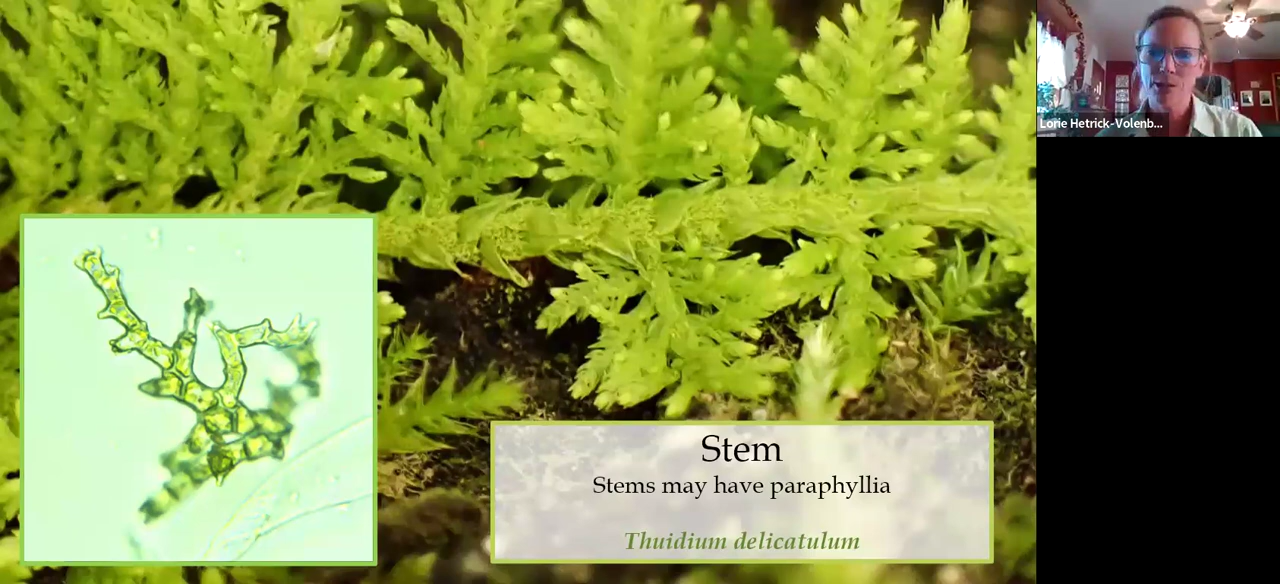 Lorie Hetrick-Volenb...
Stem
Stems may have paraphyllia
Thuidium delicatulum